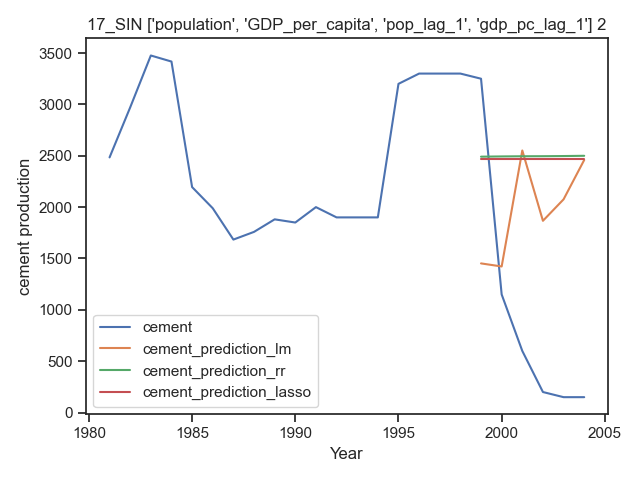 17_SIN ['population', 'GDP_per_capita', 'pop_lag_1', 'gdp_pc_lag_1'] 2
3500
3000
2500
2000
1500
1000
500
0
cement production
cement
cement_prediction_lm
cement_prediction_rr
cement_prediction_lasso
1980
1985
1990
1995
2000
2005
Year